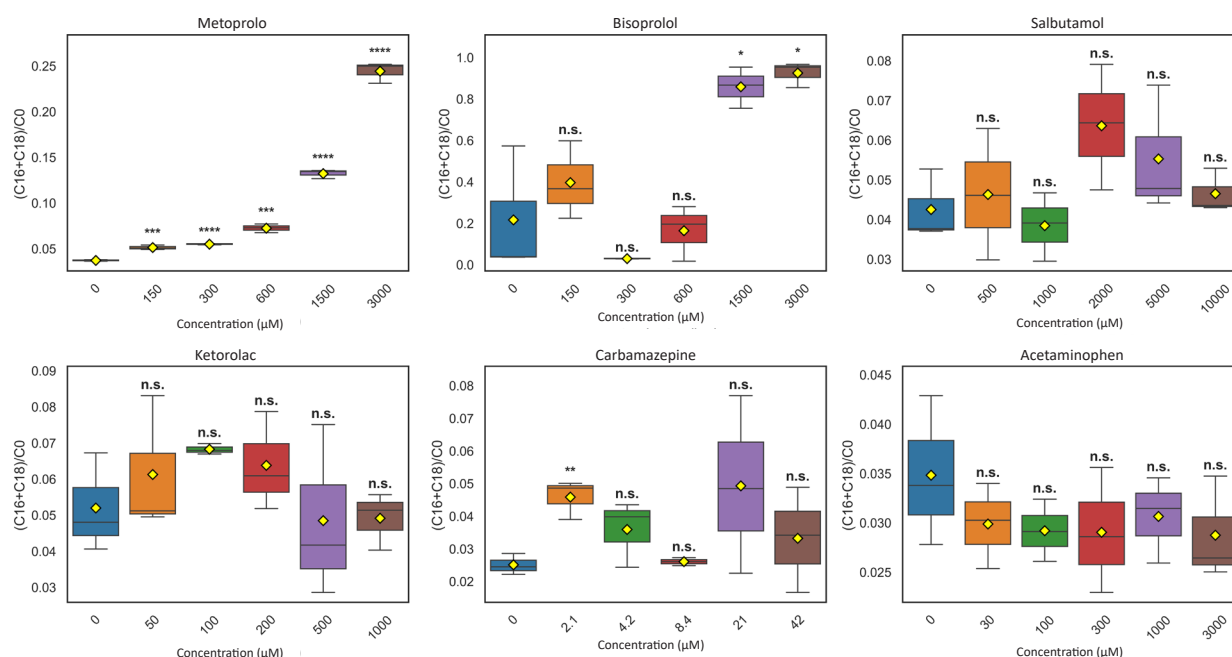 Metoprolo
(C16+C18)/C0
0.25
0.20
0.15
0.10
0.05
***
****
***
****
****
0
150
300
600
1500
3000
Concentration (μM)
Bisoprolol
(C16+C18)/C0
1.0
0.8
0.6
0.4
0.2
0.0
n.s.
n.s.
n.s.
*
*
0
150
300
600
1500
3000
Concentration (μM)
Salbutamol
(C16+C18)/C0
0.08
0.07
0.06
0.05
0.04
0.03
n.s.
n.s.
n.s.
n.s.
n.s.
0
500
1000
2000
5000
10000
Concentration (μM)
Ketorolac
(C16+C18)/C0
0.09
0.08
0.07
0.06
0.05
0.04
0.03
n.s.
n.s.
n.s.
n.s.
n.s.
0
50
100
200
500
1000
Concentration (μM)
Carbamazepine
(C16+C18)/C0
0.08
0.07
0.06
0.05
0.04
0.03
0.02
**
n.s.
n.s.
n.s.
n.s.
0
2.1
4.2
8.4
21
42
Concentration (μM)
Acetaminophen
(C16+C18)/C0
0.045
0.040
0.035
0.030
0.025
n.s.
n.s.
n.s.
n.s.
n.s.
0
30
100
300
1000
3000
Concentration (μM)